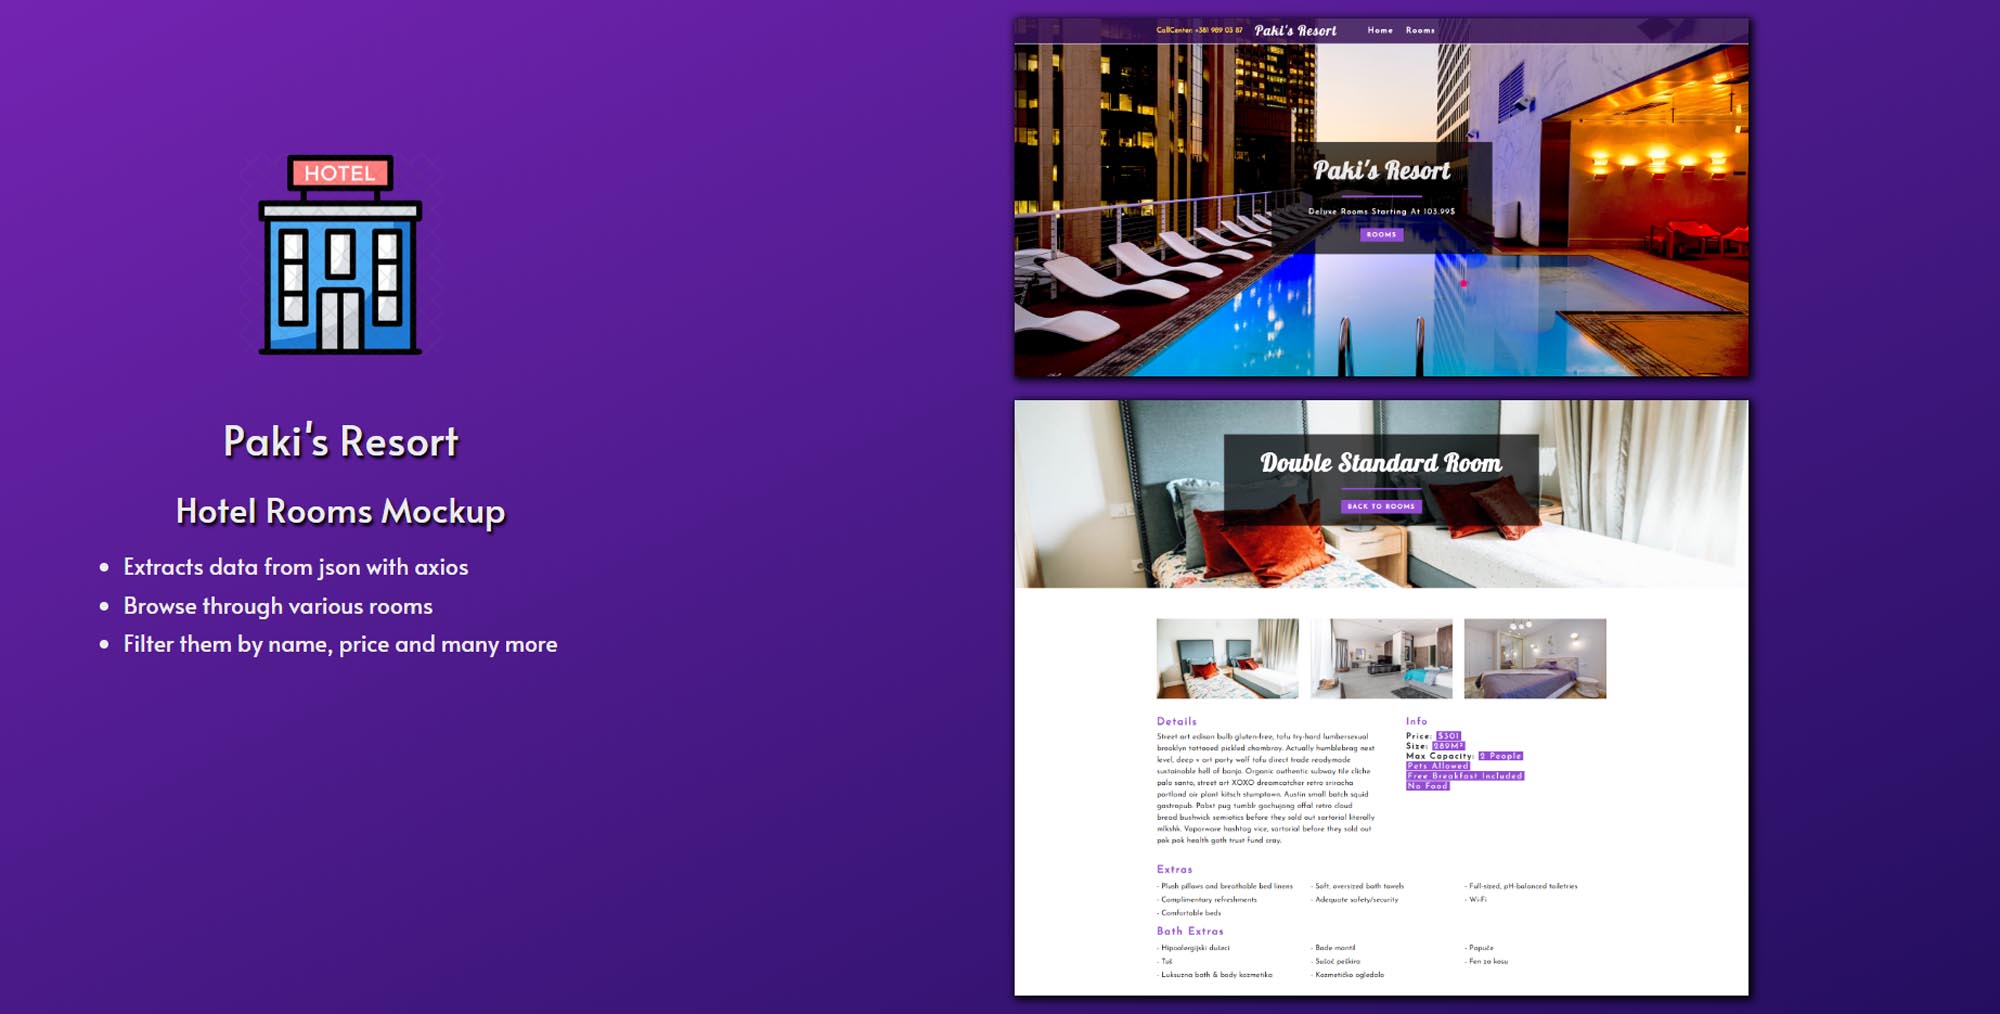 HOTEL
Paki's Resort
Hotel Rooms Mockup
Extracts data from json with axios
Browse through various rooms
Filter them by name, price and many more
CallCenter: +381 989 03 87 Paki's Resort Home Rooms
Paki's Resort
Deluxe Rooms Starting At 103.99$
ROOMS
Double Standard Room
BACK TO ROOMS
Details
Street art edison bulb gluten-free, tofu try-hard lumbersexual
brooklyn tattooed pickled chambray. Actually humblebrag next
level, deep v art party wolf tofu direct trade readymade
sustainable hell of banjo. Organic authentic subway tile cliche
palo santo, street art XOXO dreamcatcher retro sriracha
portland air plant kitsch stumptown. Austin small batch squid
gastropub. Pabst pug tumblr gochujang offal retro cloud
bread bushwick semiotics before they sold out sartorial literally
mlkshk. Vaporware hashtag vice, sartorial before they sold out
pok pok health goth trust fund cray.
Info
Price: $301
Size: 289M²
Max Capacity: 2 People
Pets Allowed
Free Breakfast Included
No Food
Extras
- Plush pillows and breathable bed linens - Soft, oversized bath towels - Full-sized, pH-balanced toiletries
- Complimentary refreshments - Adequate safety/security - Wi-Fi
- Comfortable beds
Bath Extras
- Hipoalergijski dušeci - Bade mantil - Papuče
- Tuš - Sušač peškira - Fen za kosu
- Luksuzna bath & body kozmetika - Kozmetičko ogledalo